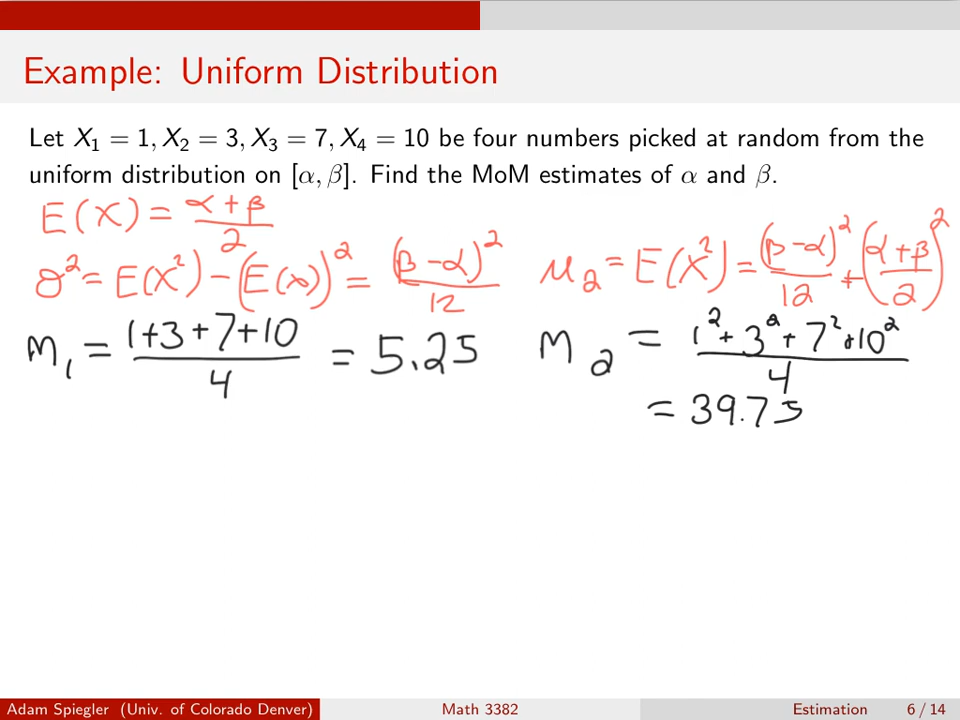 Example: Uniform Distribution
Let X₁ = 1, X₂ = 3, X₃ = 7, X₄ = 10 be four numbers picked at random from the
uniform distribution on [α, β]. Find the MoM estimates of α and β.
E(X) = (α + β)/2
σ² = E(X²) − (E(X))² = (β − α)²/12
μ₂ = E(X²) = (β − α)²/12 + ((α + β)/2)²
m₁ = (1+3+7+10)/4 = 5.25
m₂ = (1² + 3² + 7² + 10²)/4
= 39.75
Adam Spiegler (Univ. of Colorado Denver) Math 3382 Estimation 6 / 14